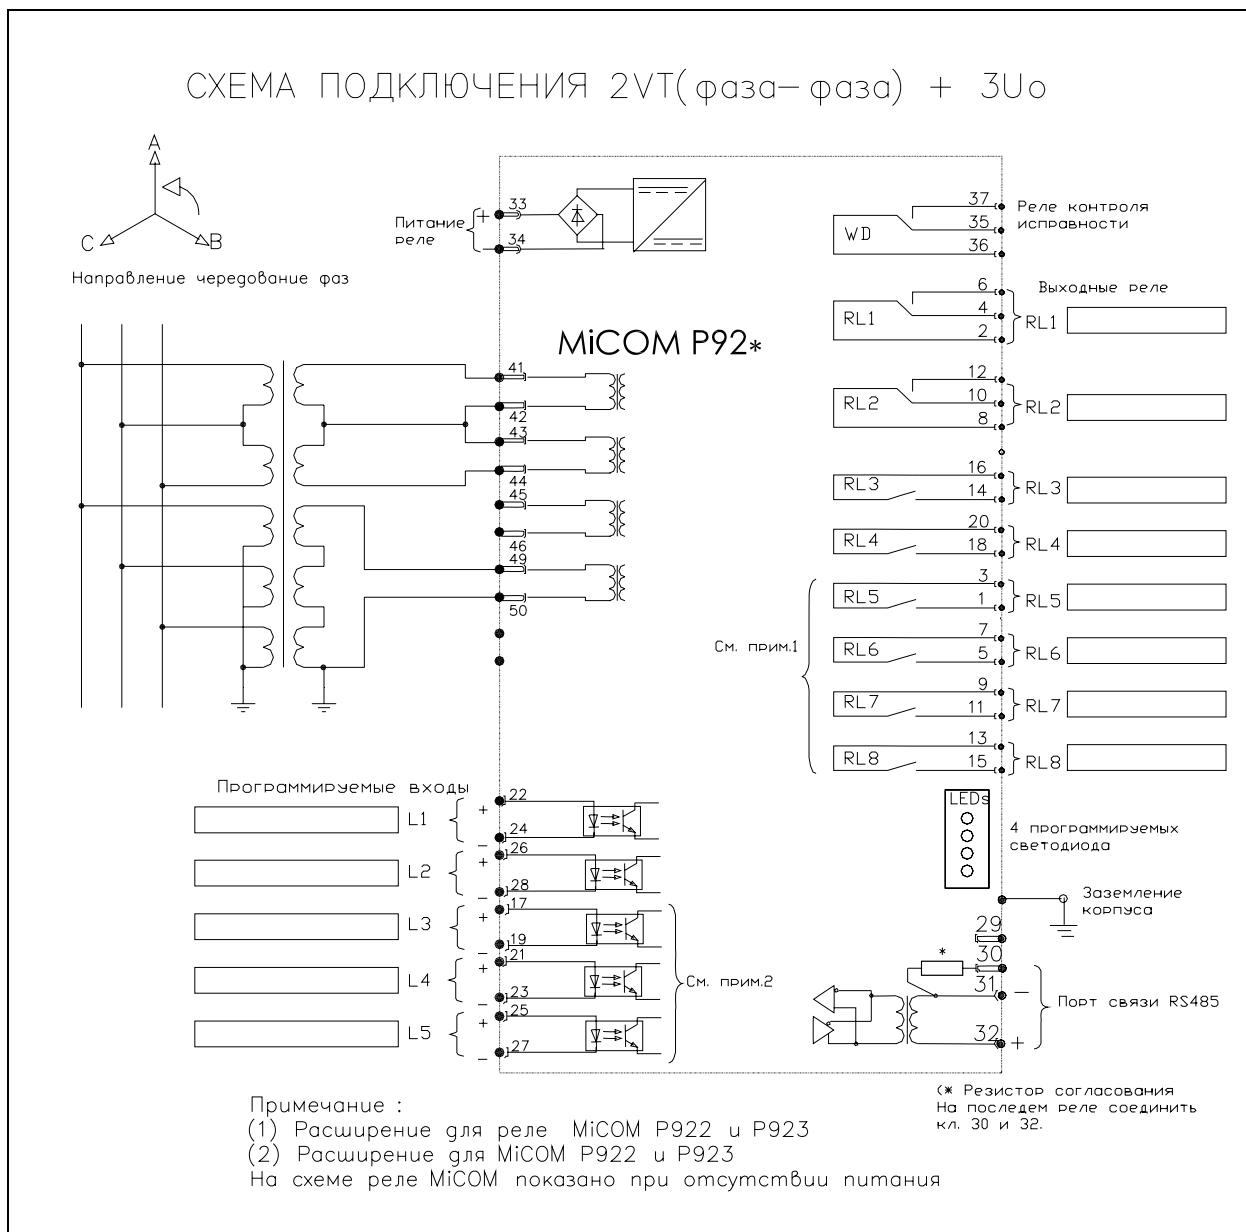 СХЕМА ПОДКЛЮЧЕНИЯ 2VT(фаза-фаза) + 3Uo
A
C
B
Направление чередование фаз
Питание
реле
+
33
−
34
MiCOM P92*
41
42
43
44
45
46
49
50
WD
37
35
36
Реле контроля
исправности
Выходные реле
RL1
6
4
2
RL1
RL2
12
10
8
RL2
RL3
16
14
RL3
RL4
20
18
RL4
См. прим.1
RL5
3
1
RL5
RL6
7
5
RL6
RL7
9
11
RL7
RL8
13
15
RL8
Программируемые входы
L1
+
22
24
−
L2
+
26
28
−
L3
+
17
19
−
L4
+
21
23
−
L5
+
25
27
−
См. прим.2
LEDs
4 программируемых
светодиода
Заземление
корпуса
29
*
30
31
−
32
+
Порт связи RS485
(* Резистор согласования
На последем реле соединить
кл. 30 и 32.
Примечание :
(1) Расширение для реле MiCOM P922 и P923
(2) Расширение для MiCOM P922 и P923
На схеме реле MiCOM показано при отсутствии питания